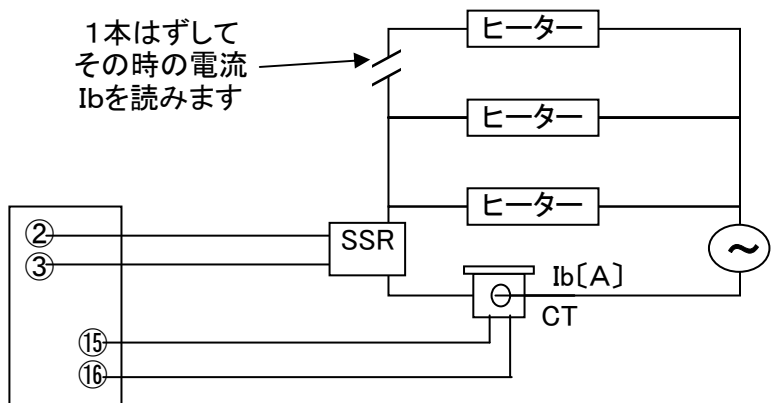 1本はずして
その時の電流
Ibを読みます
ヒーター
ヒーター
ヒーター
②
③
SSR
～
Ib〔A〕
CT
⑮
⑯